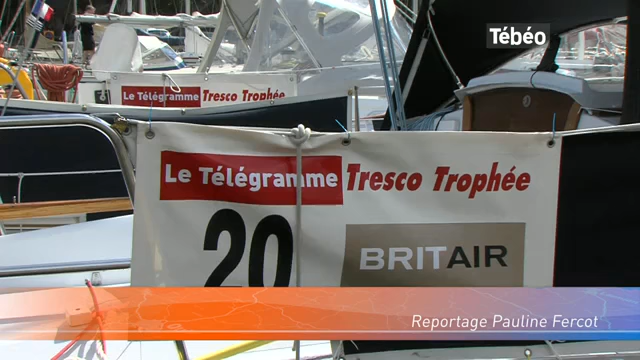 Tébéo
Le Télégramme Tresco Trophée
Le Télégramme Tresco Trophée
20
BRITAIR
Reportage Pauline Fercot